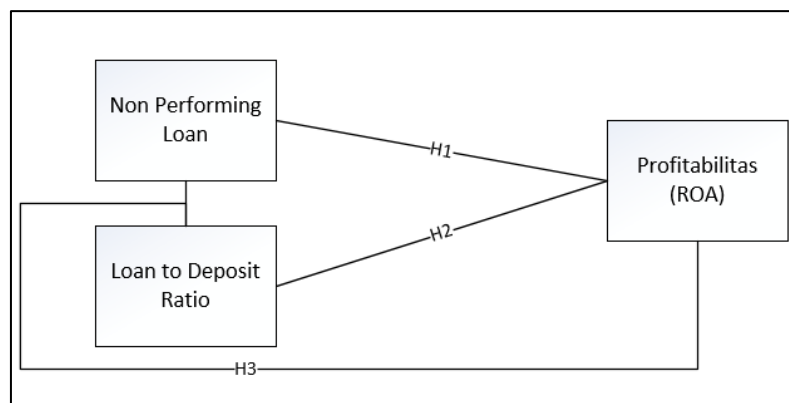 Non Performing
Loan
H1
Profitabilitas
(ROA)
H2
Loan to Deposit
Ratio
H3